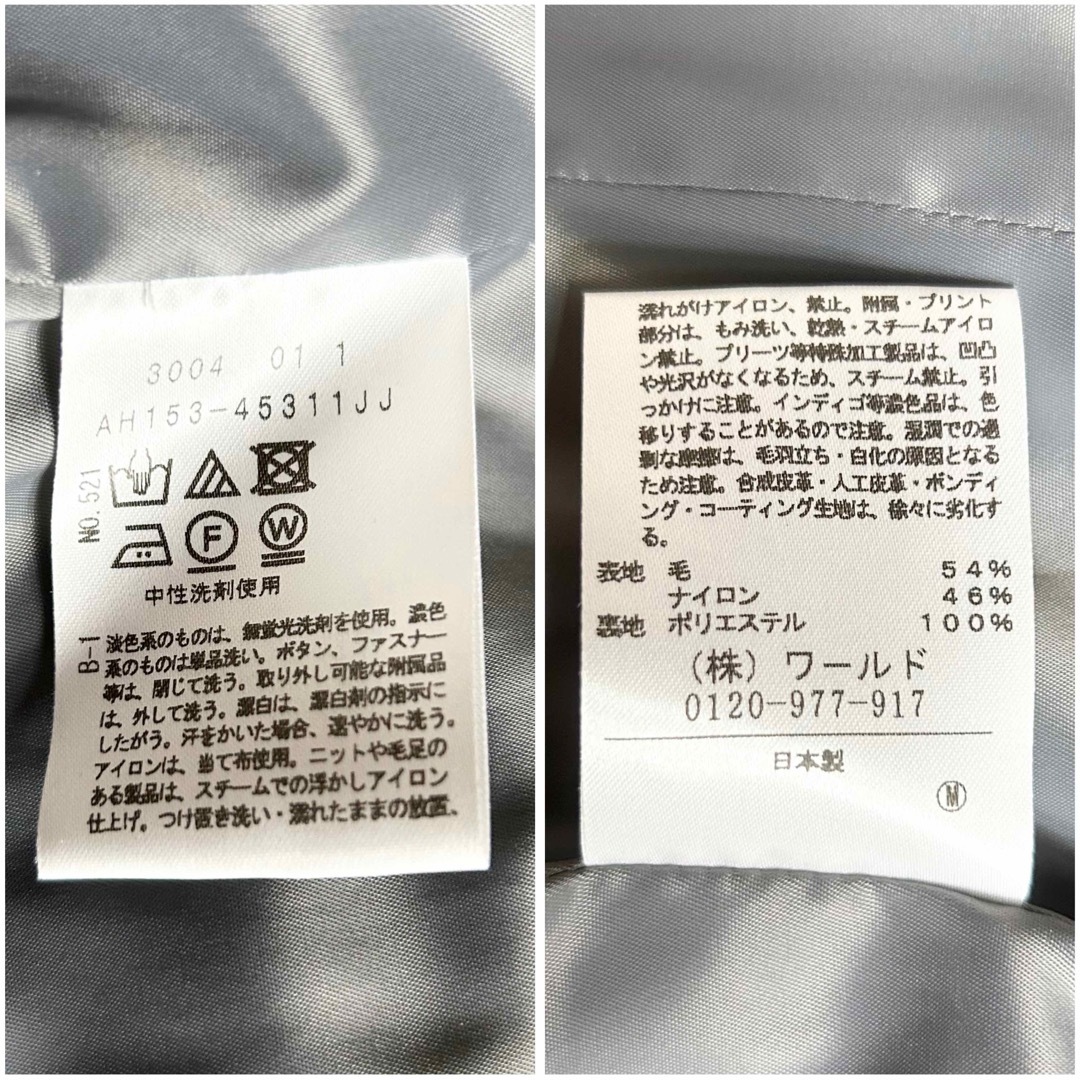 3004 01 1
AH153-45311JJ
NO.521
F
W
中性洗剤使用
B-1
淡色系のものは、無蛍光洗剤を使用。濃色
系のものは単品洗い。ボタン、ファスナー
等は、閉じて洗う。取り外し可能な附属品
は、外して洗う。漂白は、漂白剤の指示に
したがう。汗をかいた場合、速やかに洗う。
アイロンは、当て布使用。ニットや毛足の
ある製品は、スチームでの浮かしアイロン
仕上げ。つけ置き洗い・濡れたままの放置、
濡れがけアイロン、禁止。附属・プリント
部分は、もみ洗い、乾熱・スチームアイロ
ン禁止。プリーツ等特殊加工製品は、凹凸
や光沢がなくなるため、スチーム禁止。引
っかけに注意。インディゴ等濃色品は、色
移りすることがあるので注意。湿潤での過
剰な摩擦は、毛羽立ち・白化の原因となる
ため注意。合成皮革・人工皮革・ボンディ
ング・コーティング生地は、徐々に劣化す
る。
表地 毛 54%
ナイロン 46%
裏地 ポリエステル 100%
(株)ワールド
0120-977-917
日本製
M